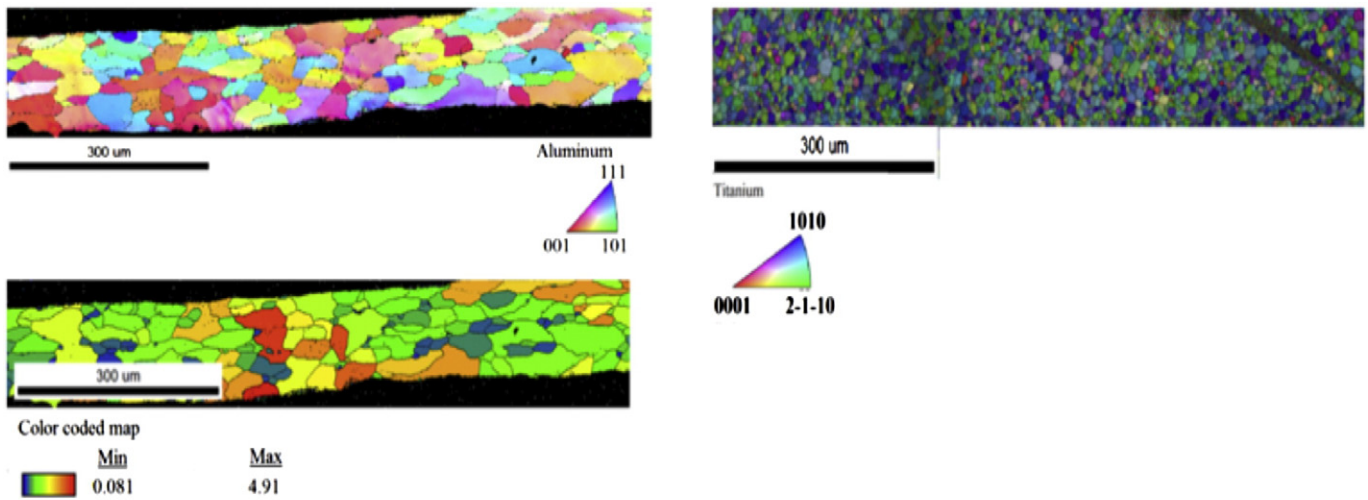 300 um
Aluminum
111
001 101
300 um
Color coded map
Min Max
0.081 4.91
300 um
Titanium
1010
0001 2-1-10